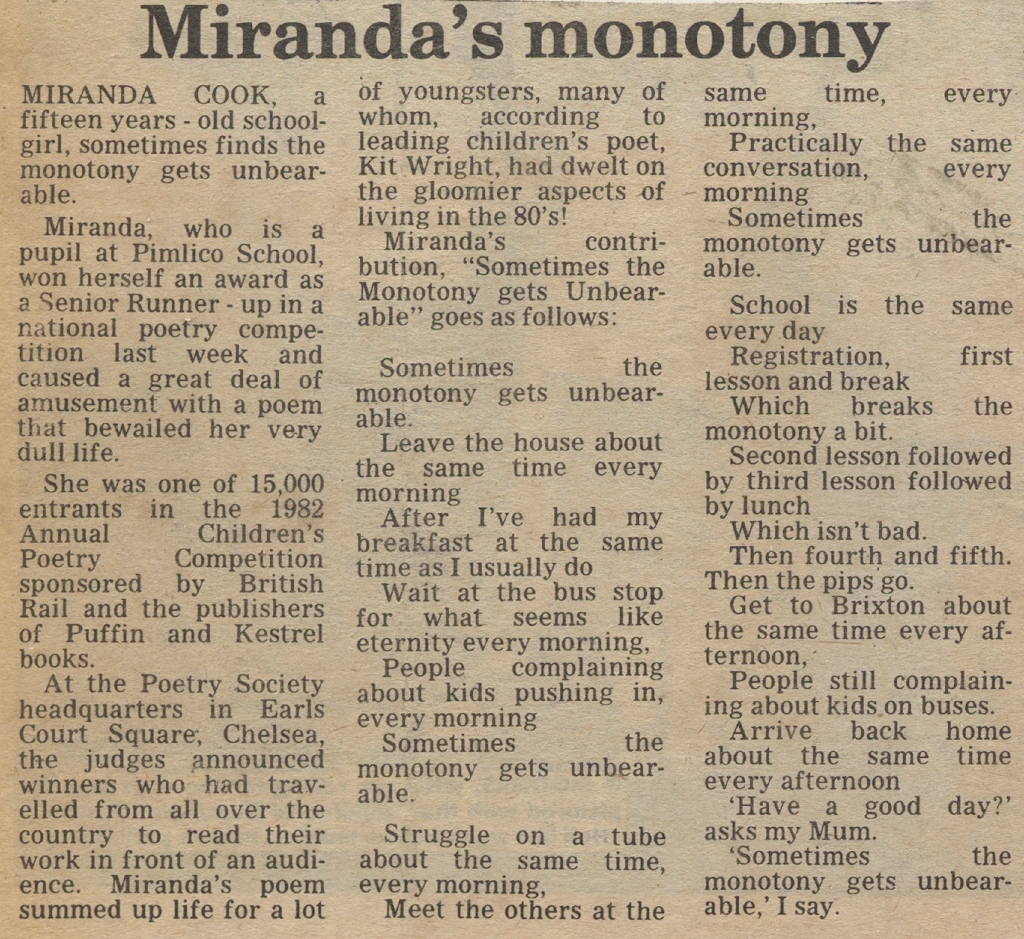 Miranda's monotony
MIRANDA COOK, a
fifteen years - old school-
girl, sometimes finds the
monotony gets unbear-
able.
Miranda, who is a
pupil at Pimlico School,
won herself an award as
a Senior Runner - up in a
national poetry compe-
tition last week and
caused a great deal of
amusement with a poem
that bewailed her very
dull life.
She was one of 15,000
entrants in the 1982
Annual Children's
Poetry Competition
sponsored by British
Rail and the publishers
of Puffin and Kestrel
books.
At the Poetry Society
headquarters in Earls
Court Square, Chelsea,
the judges announced
winners who had trav-
elled from all over the
country to read their
work in front of an audi-
ence. Miranda's poem
summed up life for a lot
of youngsters, many of
whom, according to
leading children's poet,
Kit Wright, had dwelt on
the gloomier aspects of
living in the 80's!
Miranda's contri-
bution, "Sometimes the
Monotony gets Unbear-
able" goes as follows:
Sometimes the
monotony gets unbear-
able.
Leave the house about
the same time every
morning
After I've had my
breakfast at the same
time as I usually do
Wait at the bus stop
for what seems like
eternity every morning,
People complaining
about kids pushing in,
every morning
Sometimes the
monotony gets unbear-
able.
Struggle on a tube
about the same time,
every morning,
Meet the others at the
same time, every
morning,
Practically the same
conversation, every
morning
Sometimes the
monotony gets unbear-
able.
School is the same
every day
Registration, first
lesson and break
Which breaks the
monotony a bit.
Second lesson followed
by third lesson followed
by lunch
Which isn't bad.
Then fourth and fifth.
Then the pips go.
Get to Brixton about
the same time every af-
ternoon,
People still complain-
ing about kids on buses.
Arrive back home
about the same time
every afternoon
'Have a good day?'
asks my Mum.
'Sometimes the
monotony gets unbear-
able,' I say.